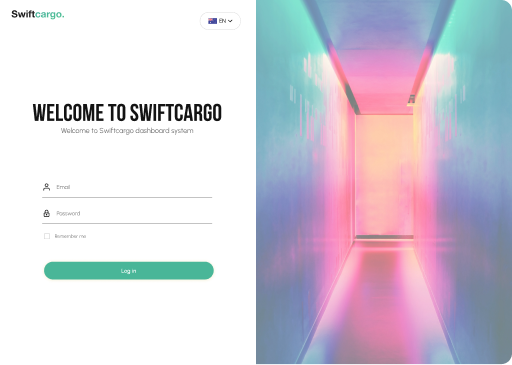 Swiftcargo.
EN
WELCOME TO SWIFTCARGO
Welcome to Swiftcargo dashboard system
Email
Password
Remember me
Log in